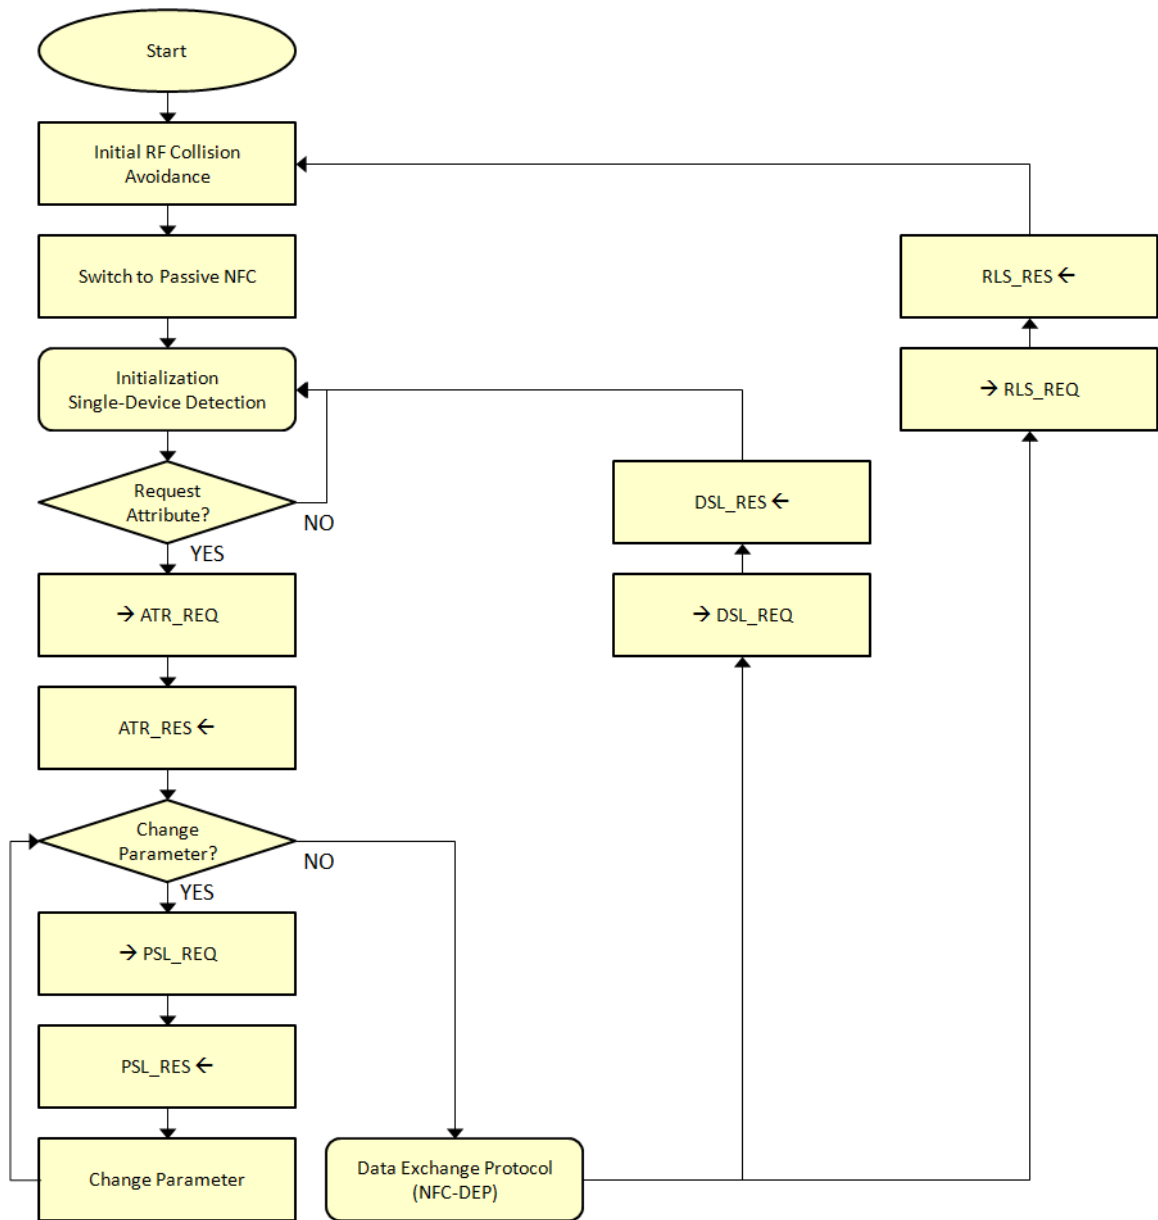 Start
Initial RF Collision
Avoidance
Switch to Passive NFC
RLS_RES ←
Initialization
Single-Device Detection
→ RLS_REQ
Request
Attribute?
NO
YES
DSL_RES ←
→ ATR_REQ
→ DSL_REQ
ATR_RES ←
Change
Parameter?
NO
YES
→ PSL_REQ
PSL_RES ←
Change Parameter
Data Exchange Protocol
(NFC-DEP)